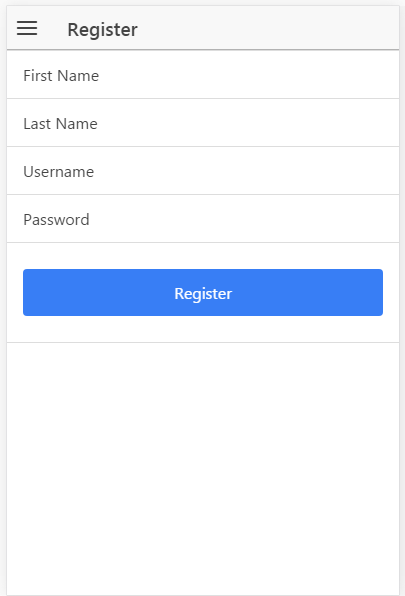 Register
First Name
Last Name
Username
Password
Register